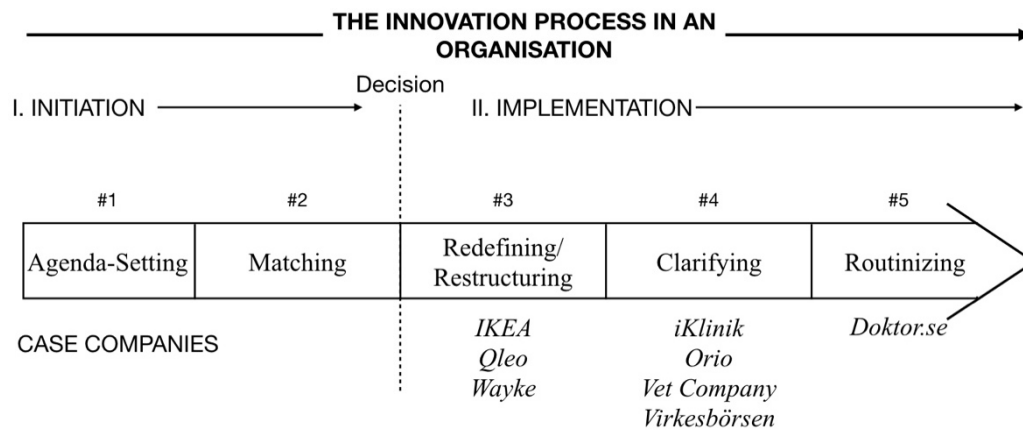 THE INNOVATION PROCESS IN AN
ORGANISATION
Decision
I. INITIATION
II. IMPLEMENTATION
#1
#2
#3
#4
#5
Agenda-Setting
Matching
Redefining/
Restructuring
Clarifying
Routinizing
CASE COMPANIES
IKEA
Qleo
Wayke
iKlinik
Orio
Vet Company
Virkesbörsen
Doktor.se